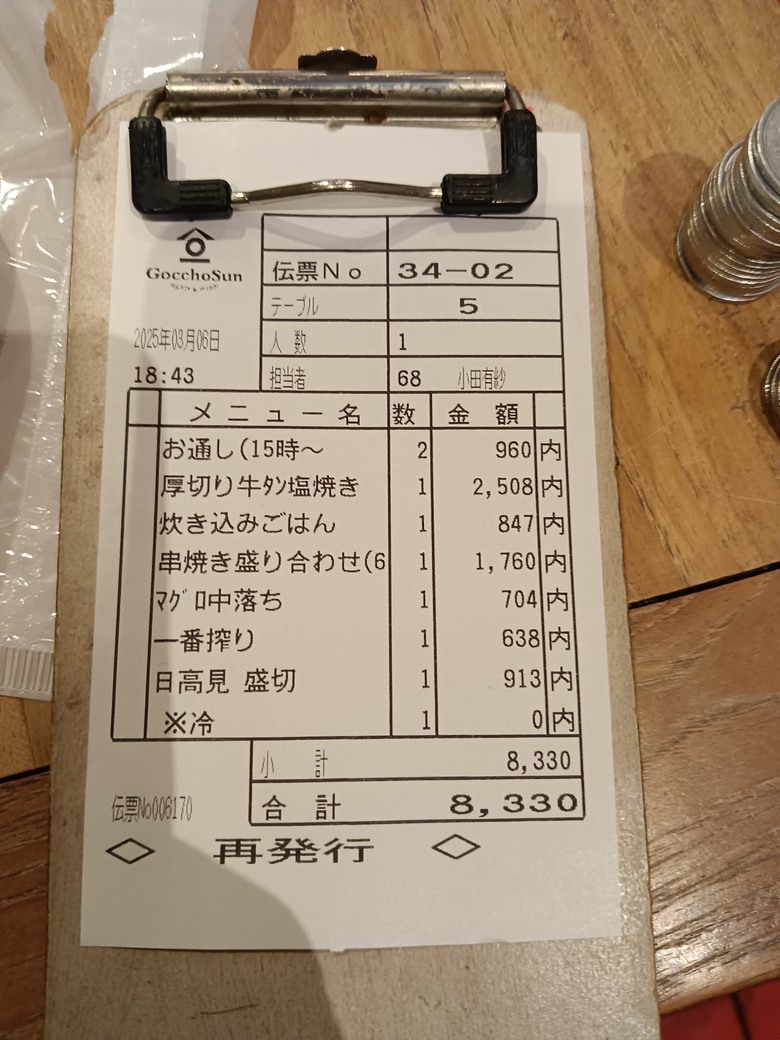 GocchoSun
伝票No 34-02
テーブル 5
2025年03月06日
人数 1
18:43
担当者 68 小田有紗
メニュー名 数 金額
お通し(15時～ 2 960 内
厚切り牛タン塩焼き 1 2,508 内
炊き込みごはん 1 847 内
串焼き盛り合わせ(6 1 1,760 内
マグロ中落ち 1 704 内
一番搾り 1 638 内
日高見 盛切 1 913 内
※冷 1 0 内
小計 8,330
伝票No006170
合計 8,330
◇ 再発行 ◇